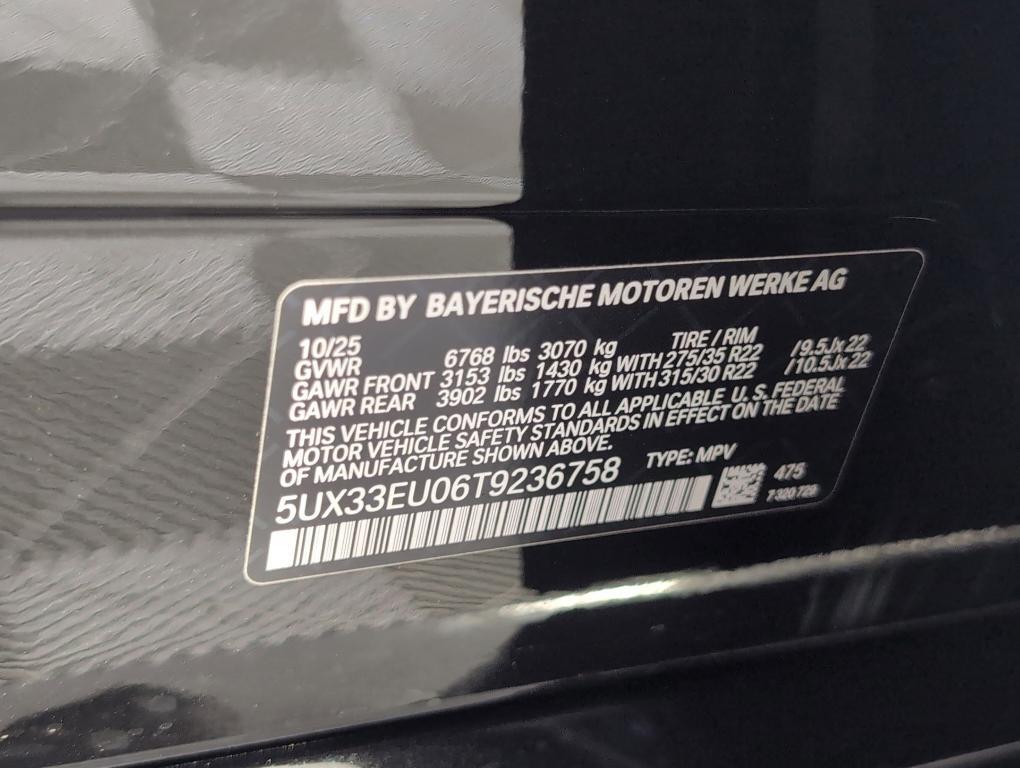 MFD BY BAYERISCHE MOTOREN WERKE AG
10/25 TIRE / RIM
GVWR 6768 lbs 3070 kg
GAWR FRONT 3153 lbs 1430 kg WITH 275/35 R22 /9.5Jx22
GAWR REAR 3902 lbs 1770 kg WITH 315/30 R22 /10.5Jx22
THIS VEHICLE CONFORMS TO ALL APPLICABLE U.S. FEDERAL
MOTOR VEHICLE SAFETY STANDARDS IN EFFECT ON THE DATE
OF MANUFACTURE SHOWN ABOVE.
5UX33EU06T9236758 TYPE: MPV
475